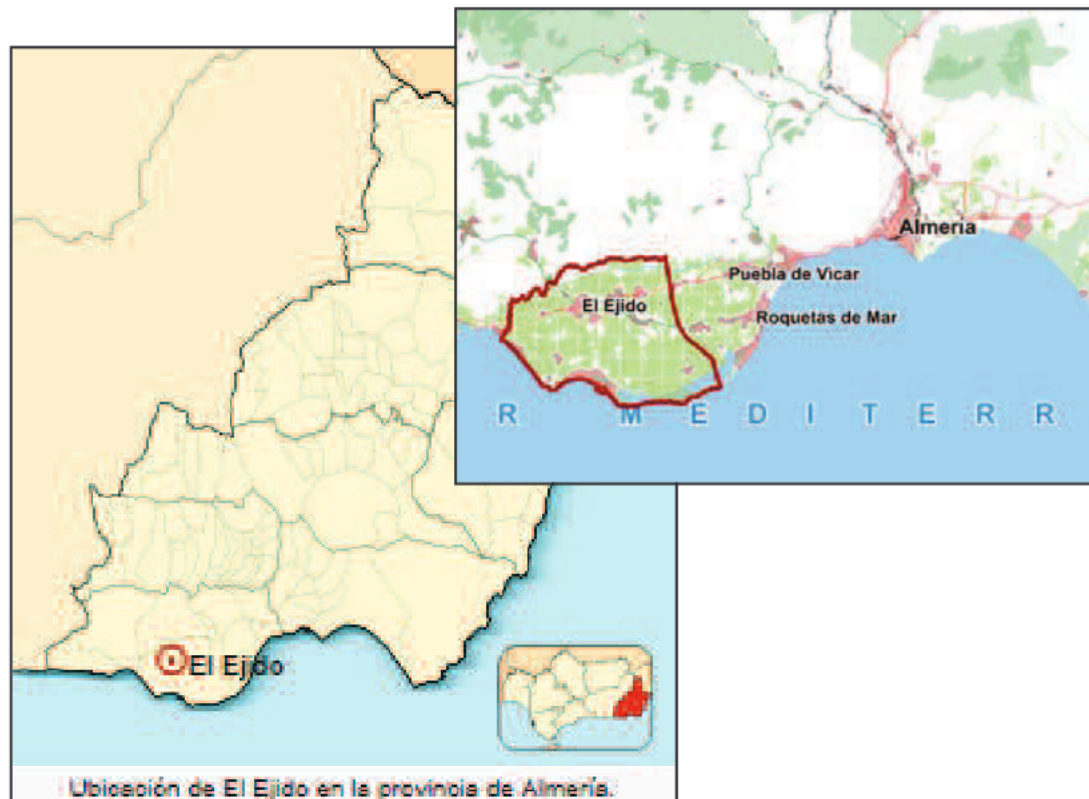 Almería
Puebla de Vicar
El Ejido
Roquetas de Mar
R M E D I T E R R
El Ejido
Ubicación de El Ejido en la provincia de Almería.